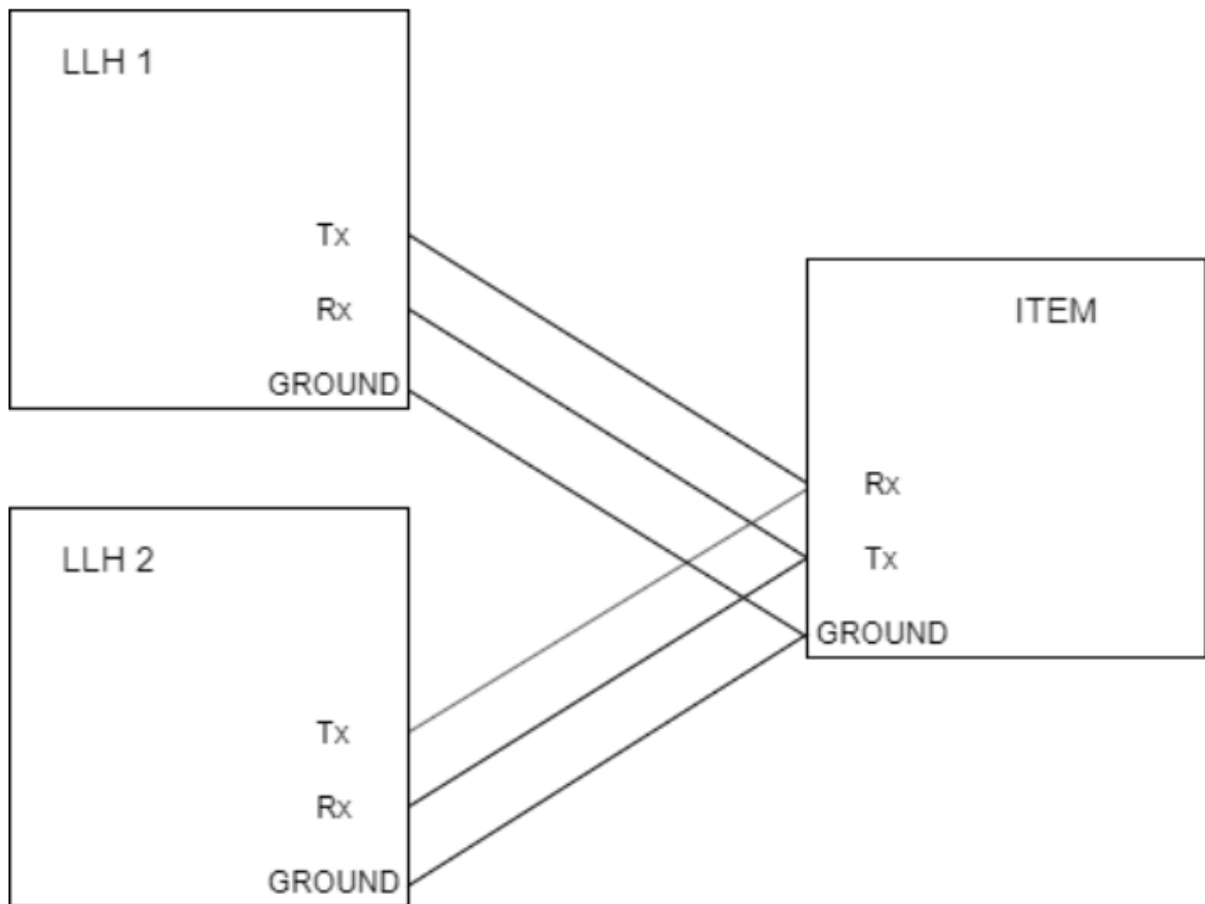 LLH 1
Tx
Rx
GROUND
LLH 2
Tx
Rx
GROUND
ITEM
Rx
Tx
GROUND